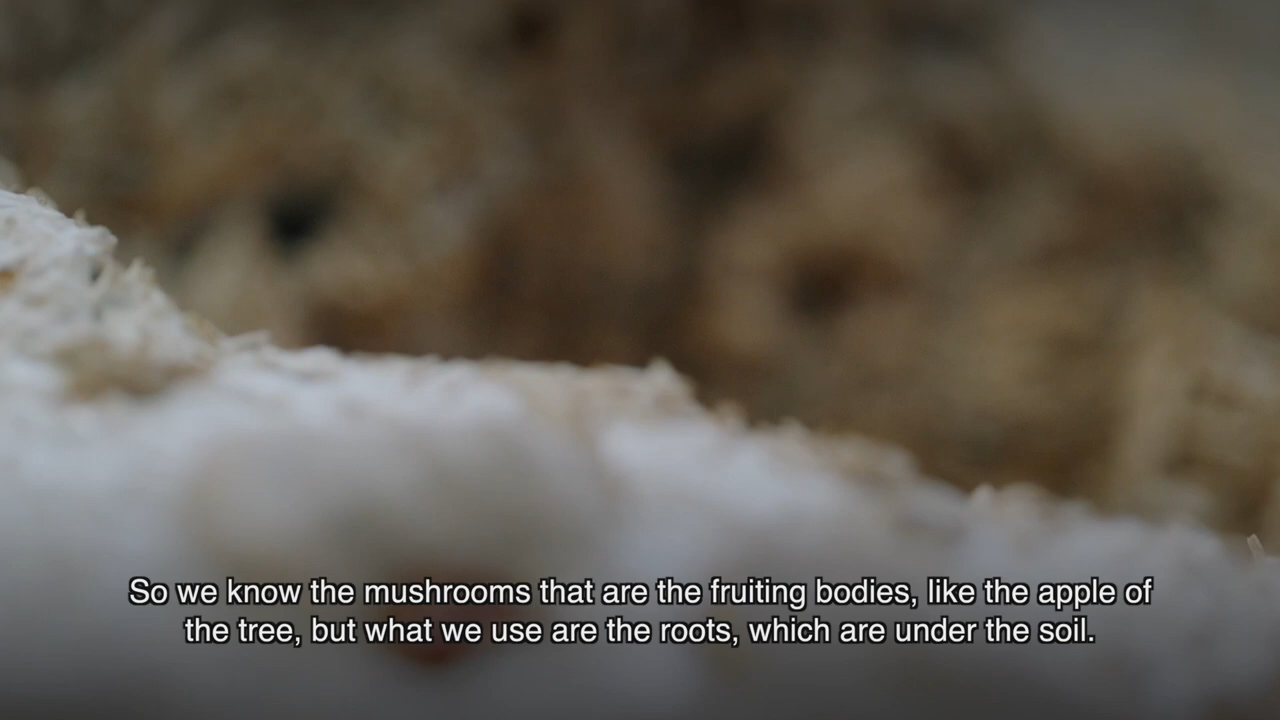 So we know the mushrooms that are the fruiting bodies, like the apple of
the tree, but what we use are the roots, which are under the soil.